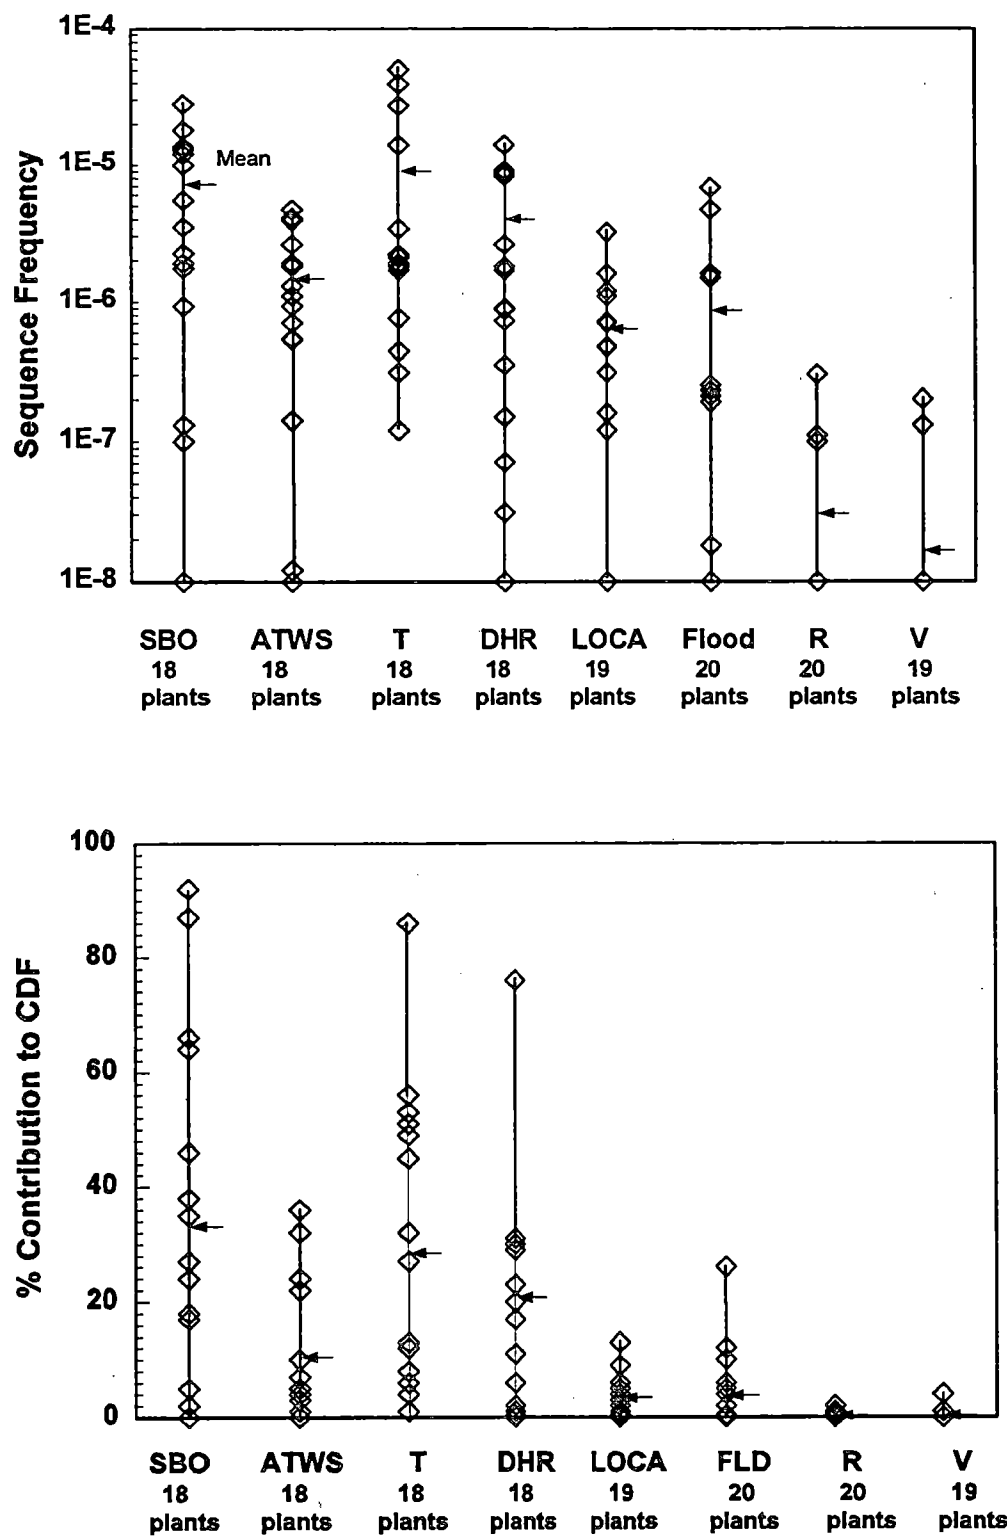 1E-4
1E-5
1E-6
1E-7
1E-8
Sequence Frequency
Mean
SBO ATWS T DHR LOCA Flood R V
18 18 18 18 19 20 20 19
plants plants plants plants plants plants plants plants
100
80
60
40
20
0
% Contribution to CDF
SBO ATWS T DHR LOCA FLD R V
18 18 18 18 19 20 20 19
plants plants plants plants plants plants plants plants